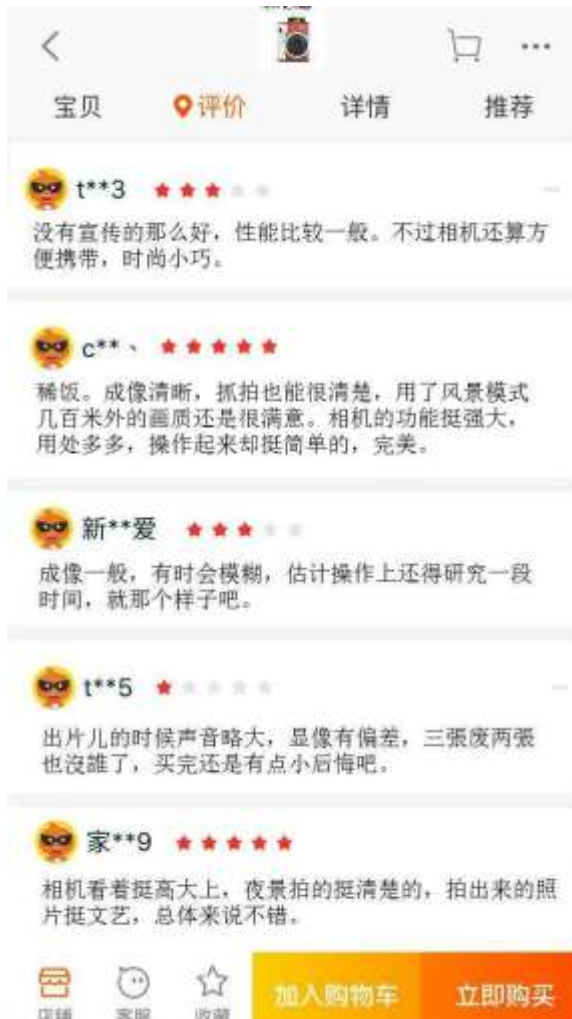 宝贝 评价 详情 推荐
t**3
没有宣传的那么好，性能比较一般。不过相机还算方
便携带，时尚小巧。
c**、
稀饭。成像清晰，抓拍也能很清楚，用了风景模式
几百米外的画质还是很满意。相机的功能挺强大，
用处多多，操作起来却挺简单的，完美。
新**爱
成像一般，有时会模糊，估计操作上还得研究一段
时间，就那个样子吧。
t**5
出片儿的时候声音略大，显像有偏差，三張废两張
也沒誰了，买完还是有点小后悔吧。
家**9
相机看着挺高大上，夜景拍的挺清楚的，拍出来的照
片挺文艺，总体来说不错。
加入购物车 立即购买
店铺 客服 收藏